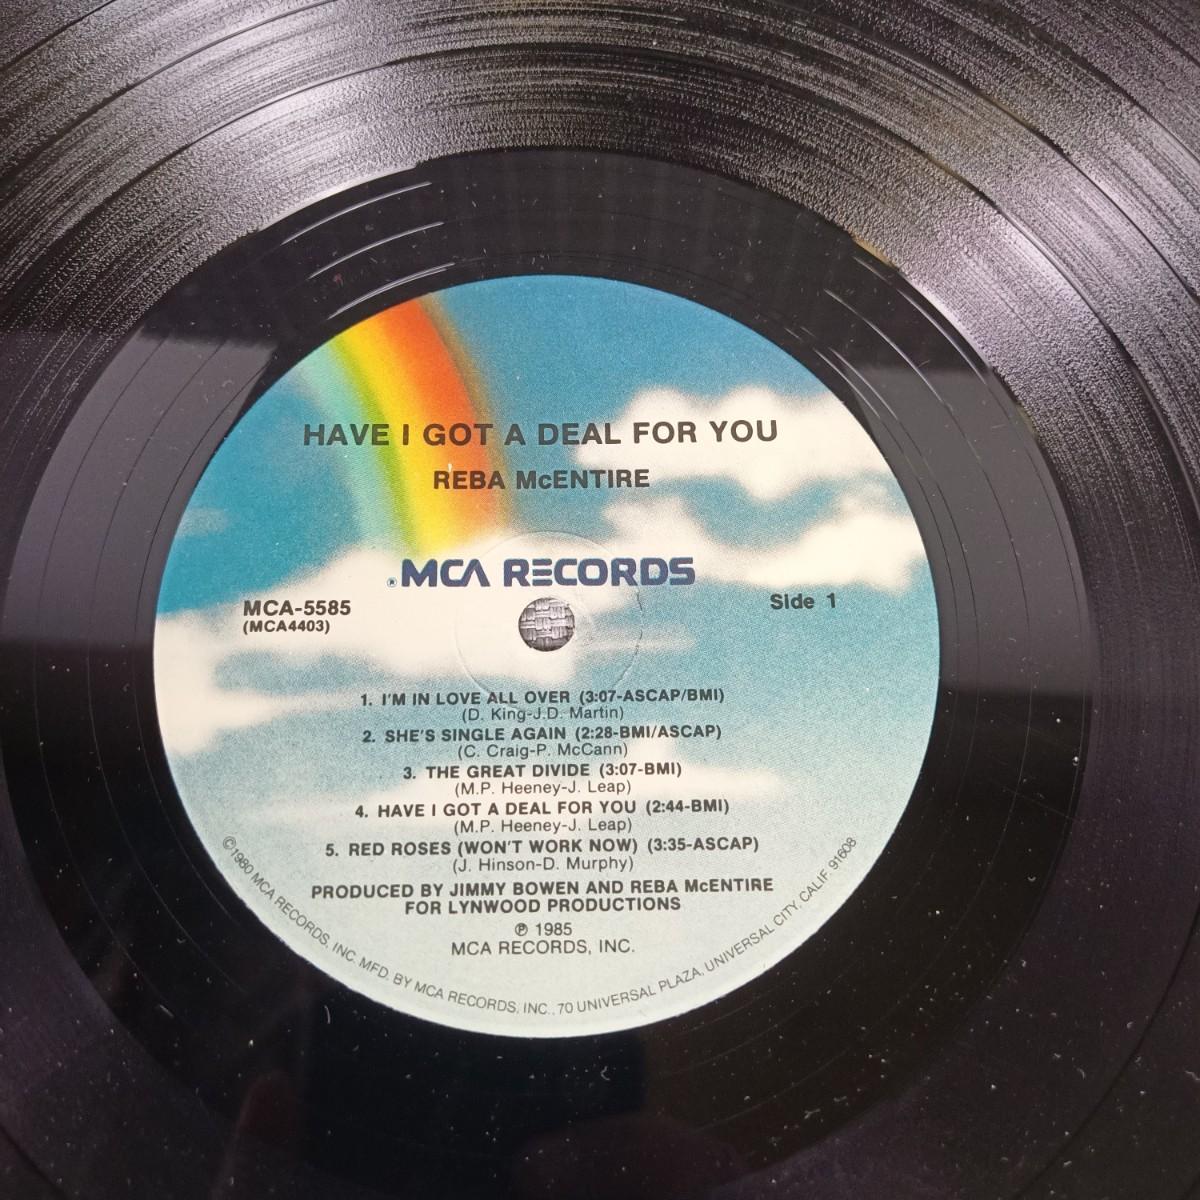 HAVE I GOT A DEAL FOR YOU
REBA McENTIRE
®MCA RECORDS
MCA-5585
(MCA4403)
Side 1
1. I'M IN LOVE ALL OVER (3:07-ASCAP/BMI)
(D. King-J.D. Martin)
2. SHE'S SINGLE AGAIN (2:28-BMI/ASCAP)
(C. Craig-P. McCann)
3. THE GREAT DIVIDE (3:07-BMI)
(M.P. Heeney-J. Leap)
4. HAVE I GOT A DEAL FOR YOU (2:44-BMI)
(M.P. Heeney-J. Leap)
5. RED ROSES (WON'T WORK NOW) (3:35-ASCAP)
(J. Hinson-D. Murphy)
PRODUCED BY JIMMY BOWEN AND REBA McENTIRE
FOR LYNWOOD PRODUCTIONS
℗ 1985
MCA RECORDS, INC.
©1980 MCA RECORDS, INC. MFD. BY MCA RECORDS, INC., 70 UNIVERSAL PLAZA, UNIVERSAL CITY, CALIF. 91608